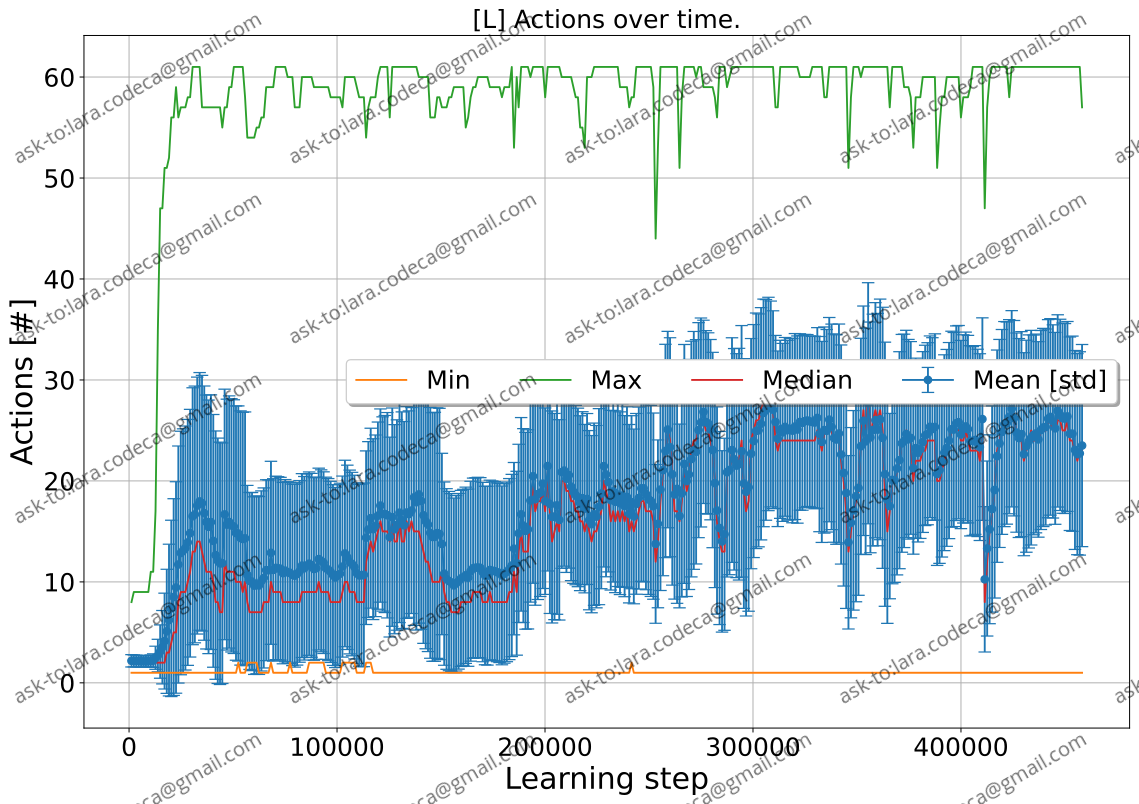 [L] Actions over time.
Actions [#]
60
50
40
30
20
10
0
Min Max Median Mean [std]
0 100000 200000 300000 400000
Learning step
ask-to:lara.codeca@gmail.com